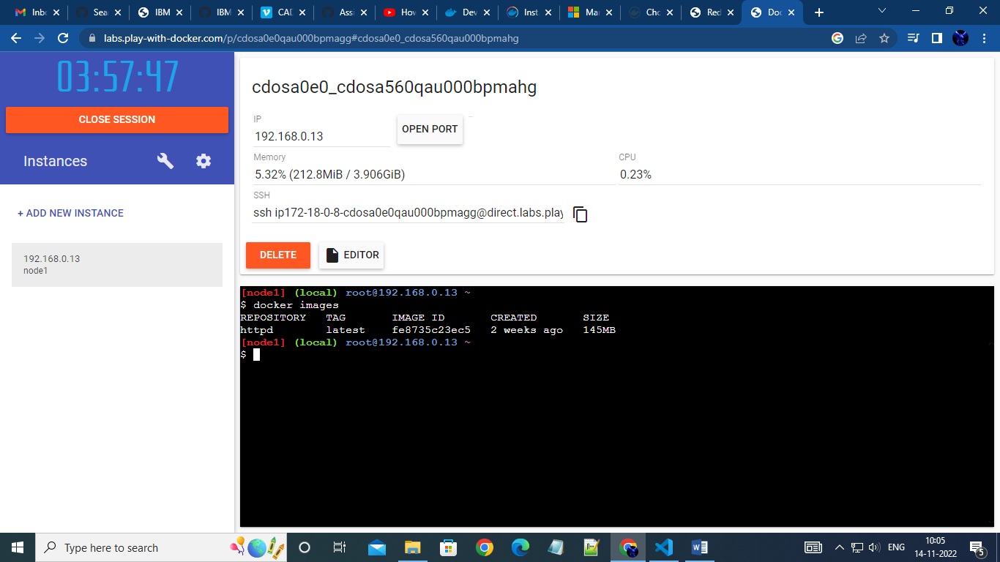 Inbo
Sea
IBM
IBM
CAD
Assi
How
Dev
Inst
Ma
Cho
Red
Doc
labs.play-with-docker.com/p/cdosa0e0qau000bpmagg#cdosa0e0_cdosa560qau000bpmahg
03:57:47
CLOSE SESSION
Instances
+ ADD NEW INSTANCE
192.168.0.13
node1
cdosa0e0_cdosa560qau000bpmahg
IP
192.168.0.13
OPEN PORT
Memory
5.32% (212.8MiB / 3.906GiB)
CPU
0.23%
SSH
ssh ip172-18-0-8-cdosa0e0qau000bpmagg@direct.labs.play
DELETE
EDITOR
[node1] (local) root@192.168.0.13 ~
$ docker images
REPOSITORY TAG IMAGE ID CREATED SIZE
httpd latest fe8735c23ec5 2 weeks ago 145MB
[node1] (local) root@192.168.0.13 ~
$
Type here to search
ENG
10:05
14-11-2022
5